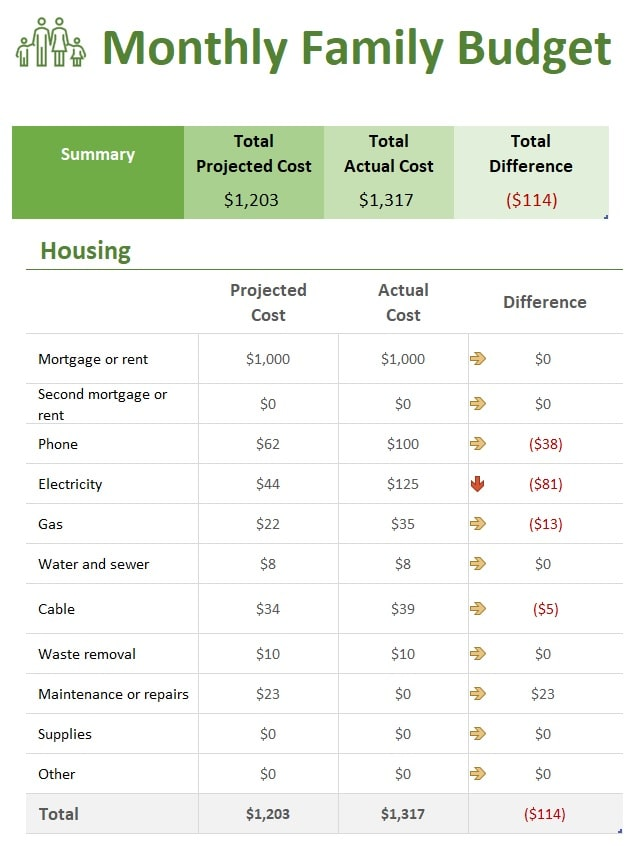 Monthly Family Budget
Summary
Total Projected Cost
Total Actual Cost
Total Difference
$1,203 $1,317 ($114)
Housing
Projected Cost
Actual Cost
Difference
Mortgage or rent $1,000 $1,000 $0
Second mortgage or
rent $0 $0 $0
Phone $62 $100 ($38)
Electricity $44 $125 ($81)
Gas $22 $35 ($13)
Water and sewer $8 $8 $0
Cable $34 $39 ($5)
Waste removal $10 $10 $0
Maintenance or repairs $23 $0 $23
Supplies $0 $0 $0
Other $0 $0 $0
Total $1,203 $1,317 ($114)